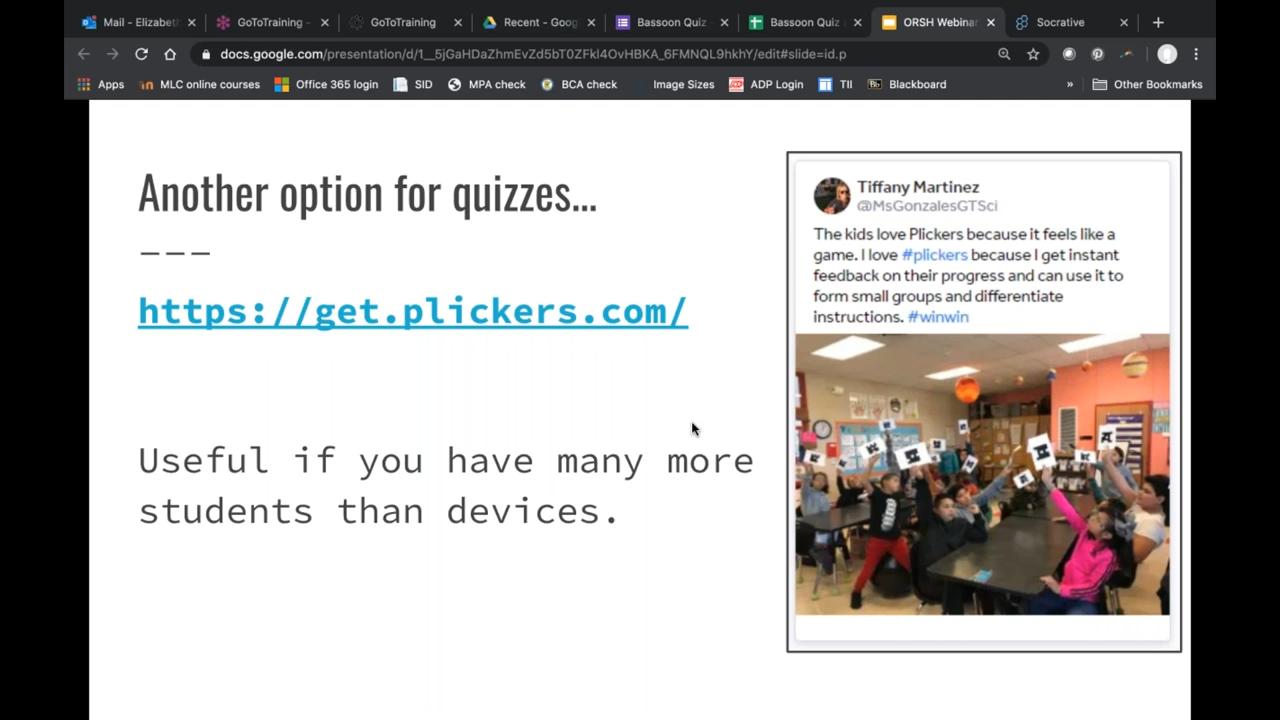 Mail - Elizabet
GoToTraining -
GoToTraining
Recent - Goog
Bassoon Quiz -
Bassoon Quiz
ORSH Webinar
Socrative
docs.google.com/presentation/d/1__5jGaHDaZhmEvZd5bT0ZFkl4OvHBKA_6FMNQL9hkhY/edit#slide=id.p
Apps
MLC online courses
Office 365 login
SID
MPA check
BCA check
Image Sizes
ADP Login
TII
Blackboard
»
Other Bookmarks
Another option for quizzes...
---
https://get.plickers.com/
Useful if you have many more
students than devices.
Tiffany Martinez
@MsGonzalesGTSci
The kids love Plickers because it feels like a
game. I love #plickers because I get instant
feedback on their progress and can use it to
form small groups and differentiate
instructions. #winwin